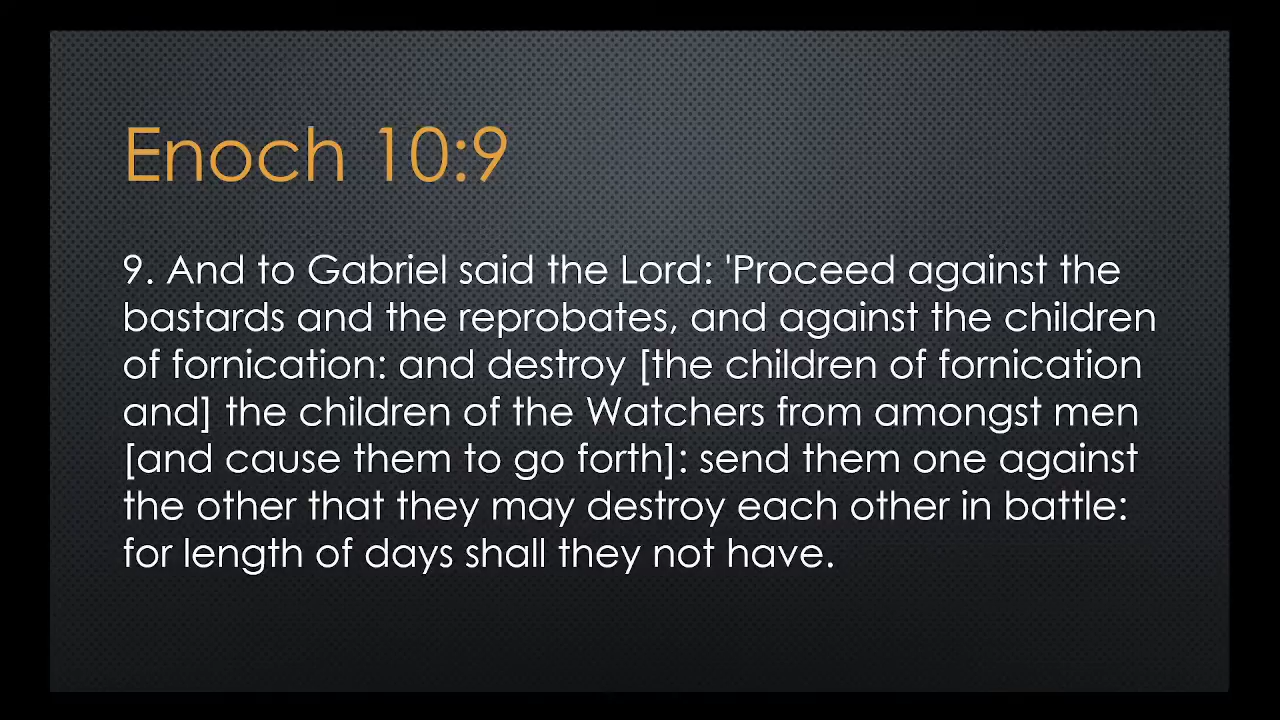 Enoch 10:9
9. And to Gabriel said the Lord: 'Proceed against the
bastards and the reprobates, and against the children
of fornication: and destroy [the children of fornication
and] the children of the Watchers from amongst men
[and cause them to go forth]: send them one against
the other that they may destroy each other in battle:
for length of days shall they not have.